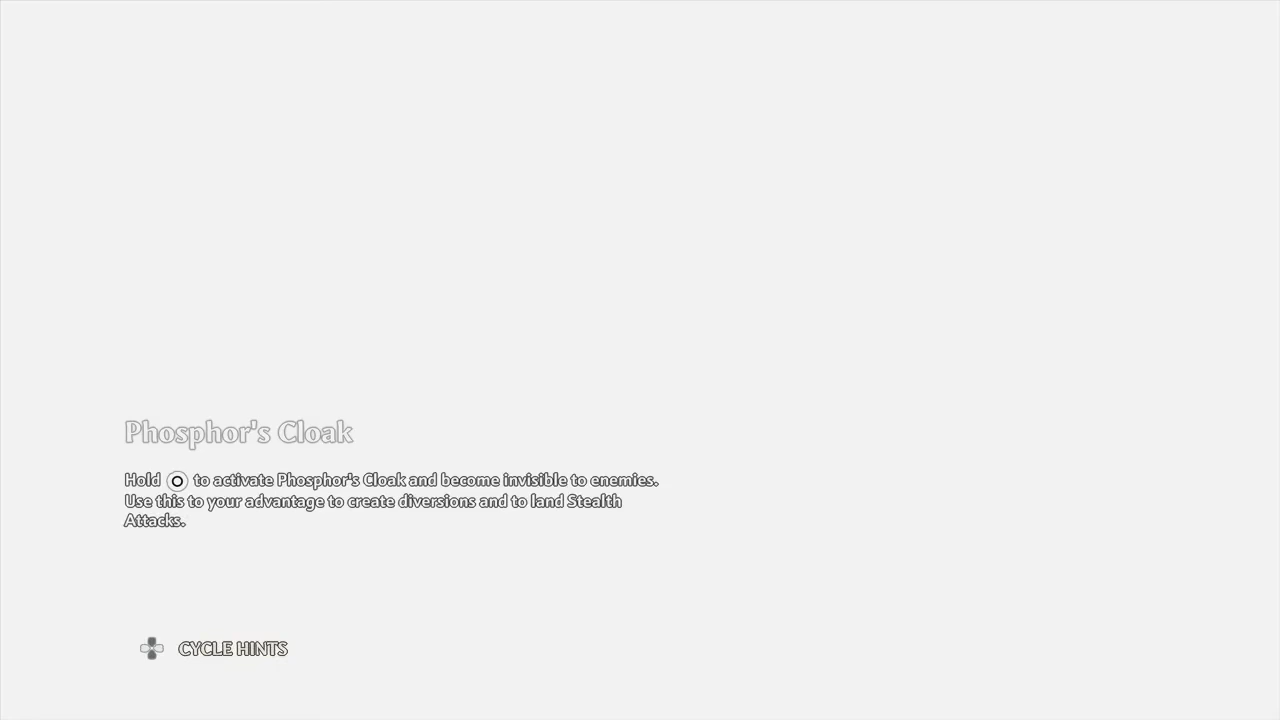 Phosphor's Cloak
Hold to activate Phosphor's Cloak and become invisible to enemies.
Use this to your advantage to create diversions and to land Stealth
Attacks.
CYCLE HINTS